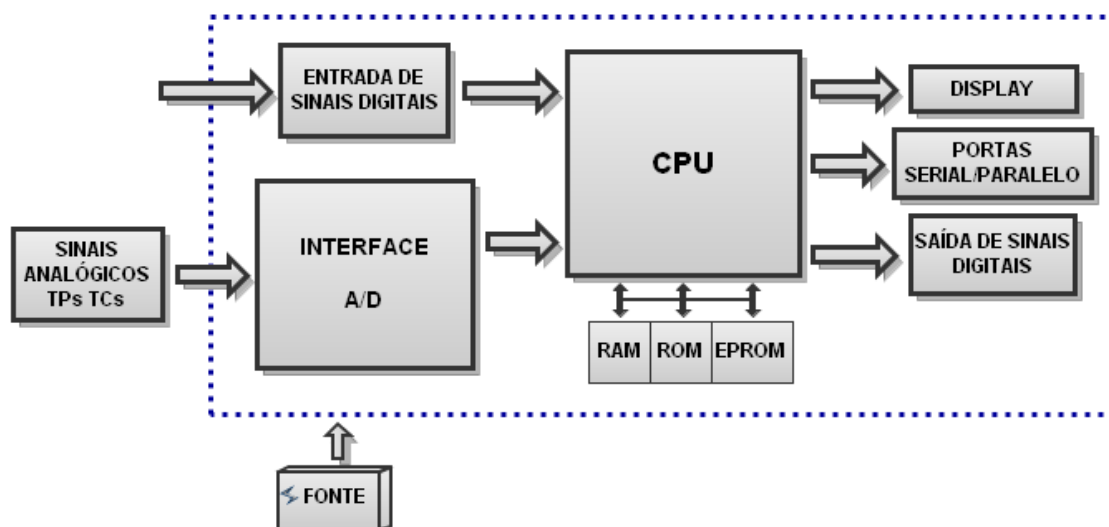 ENTRADA DE
SINAIS DIGITAIS
CPU
DISPLAY
PORTAS
SERIAL/PARALELO
SAÍDA DE SINAIS
DIGITAIS
SINAIS
ANALÓGICOS
TPs TCs
INTERFACE
A/D
RAM ROM EPROM
FONTE